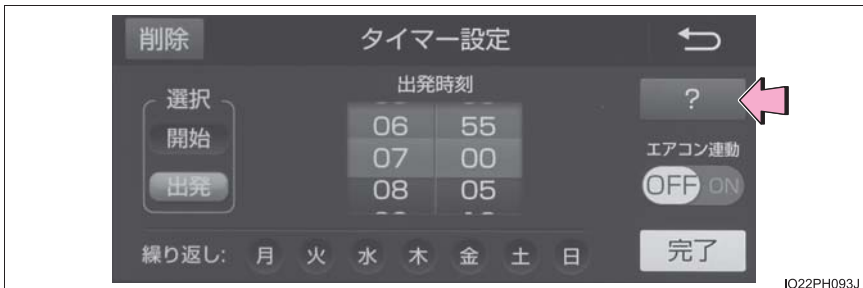 削除 タイマー設定
選択 出発時刻 ?
開始 06 55
07 00 エアコン連動
出発 08 05 OFF ON
繰り返し: 月 火 水 木 金 土 日 完了
IO22PH093J